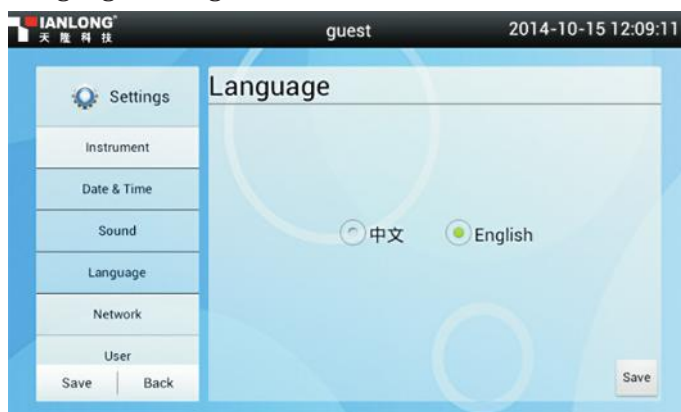 TIANLONG
天隆科技
guest
2014-10-15 12:09:11
Settings
Instrument
Date & Time
Sound
Language
Network
User
Save
Back
Language
中文
English
Save